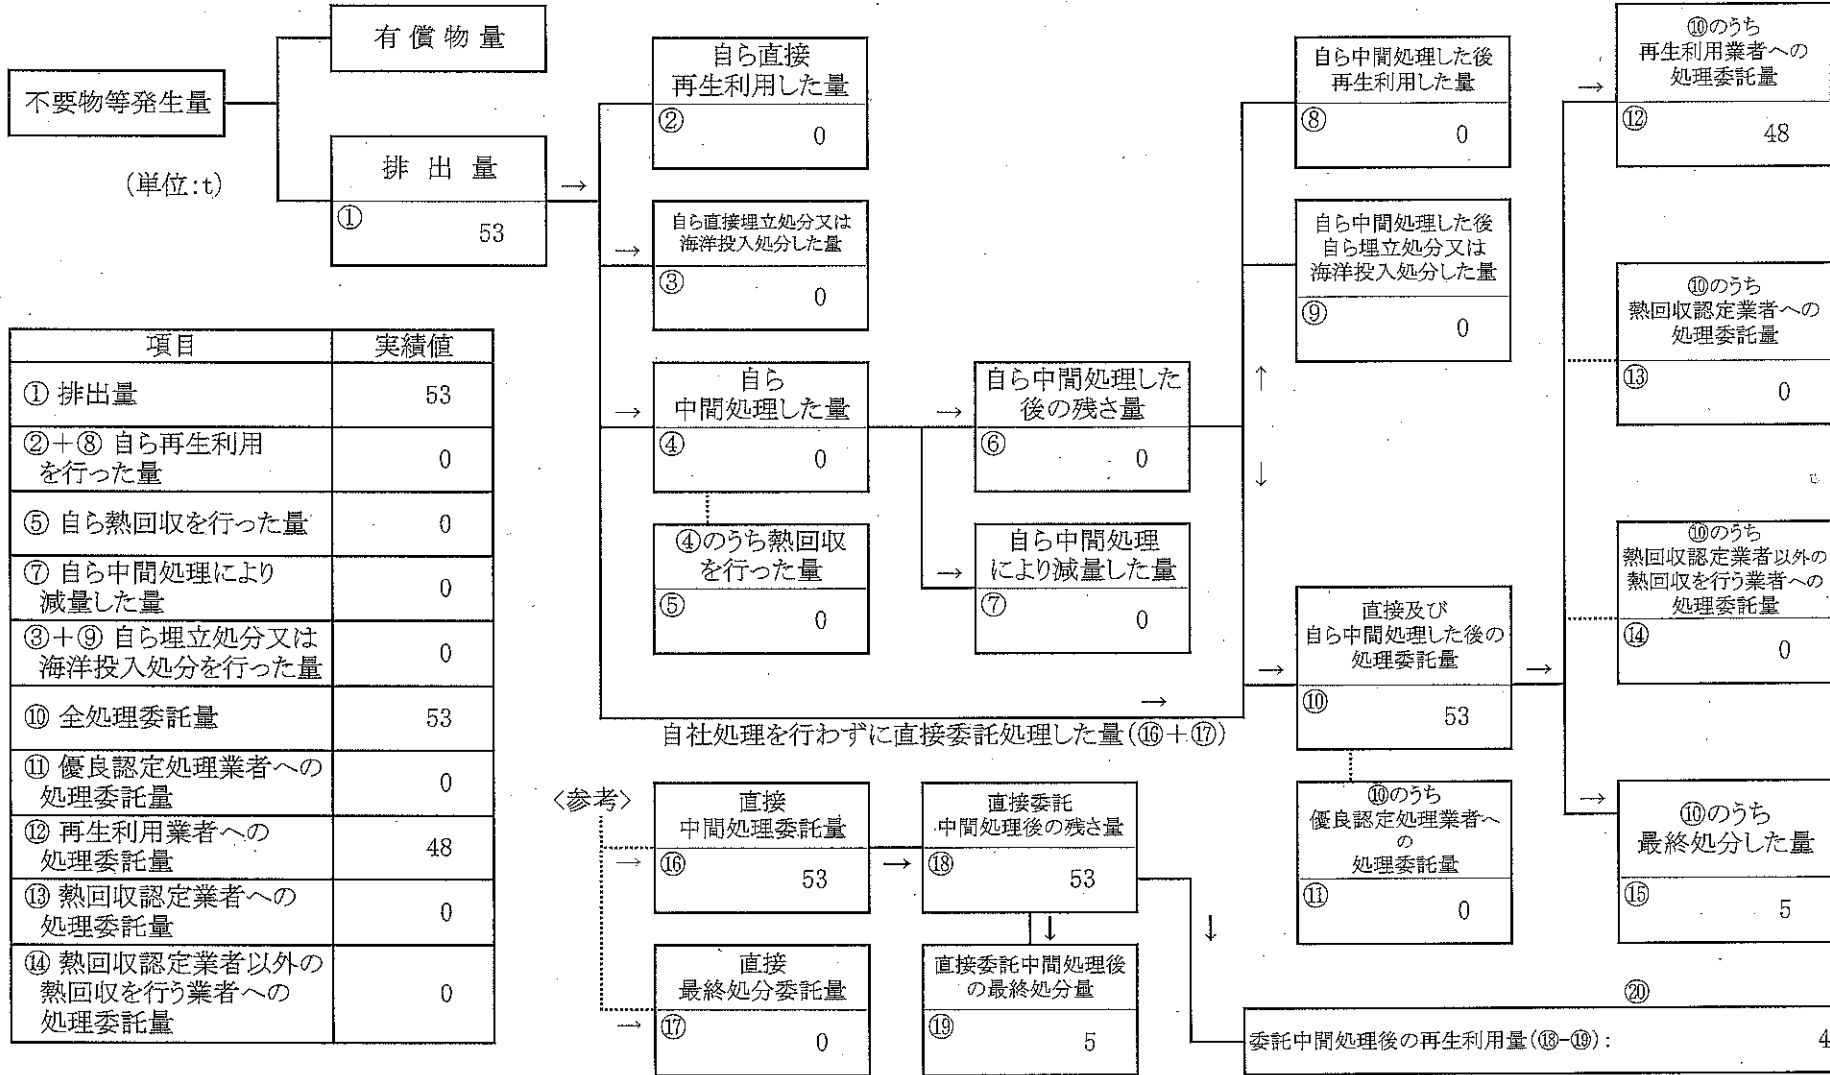 不要物等発生量
(単位:t)
有償物量
排出量
→
① 53
自ら直接
再生利用した量
② 0
→
自ら直接埋立処分又は
海洋投入処分した量
③ 0
→
自ら
中間処理した量
④ 0
④のうち熱回収
を行った量
⑤ 0
→
自ら中間処理した
後の残さ量
⑥ 0
→
自ら中間処理
により減量した量
⑦ 0
↑
↓
自ら中間処理した後
再生利用した量
⑧ 0
自ら中間処理した後
自ら埋立処分又は
海洋投入処分した量
⑨ 0
→
自社処理を行わずに直接委託処理した量(⑯+⑰)
→
直接及び
自ら中間処理した後の
処理委託量
⑩ 53
→
⑩のうち
優良認定処理業者へ
の
処理委託量
⑪ 0
→
⑩のうち
再生利用業者への
処理委託量
⑫ 48
⑩のうち
熱回収認定業者への
処理委託量
⑬ 0
⑩のうち
熱回収認定業者以外の
熱回収を行う業者への
処理委託量
⑭ 0
→
⑩のうち
最終処分した量
⑮ 5
項目 実績値
① 排出量 53
②+⑧ 自ら再生利用
を行った量 0
⑤ 自ら熱回収を行った量 0
⑦ 自ら中間処理により
減量した量 0
③+⑨ 自ら埋立処分又は
海洋投入処分を行った量 0
⑩ 全処理委託量 53
⑪ 優良認定処理業者への
処理委託量 0
⑫ 再生利用業者への
処理委託量 48
⑬ 熱回収認定業者への
処理委託量 0
⑭ 熱回収認定業者以外の
熱回収を行う業者への
処理委託量 0
〈参考〉
→
直接
中間処理委託量
⑯ 53
→
直接
最終処分委託量
⑰ 0
→
直接委託
中間処理後の残さ量
⑱ 53
↓
直接委託中間処理後
の最終処分量
⑲ 5
↓
⑳
委託中間処理後の再生利用量(⑱-⑲): 4